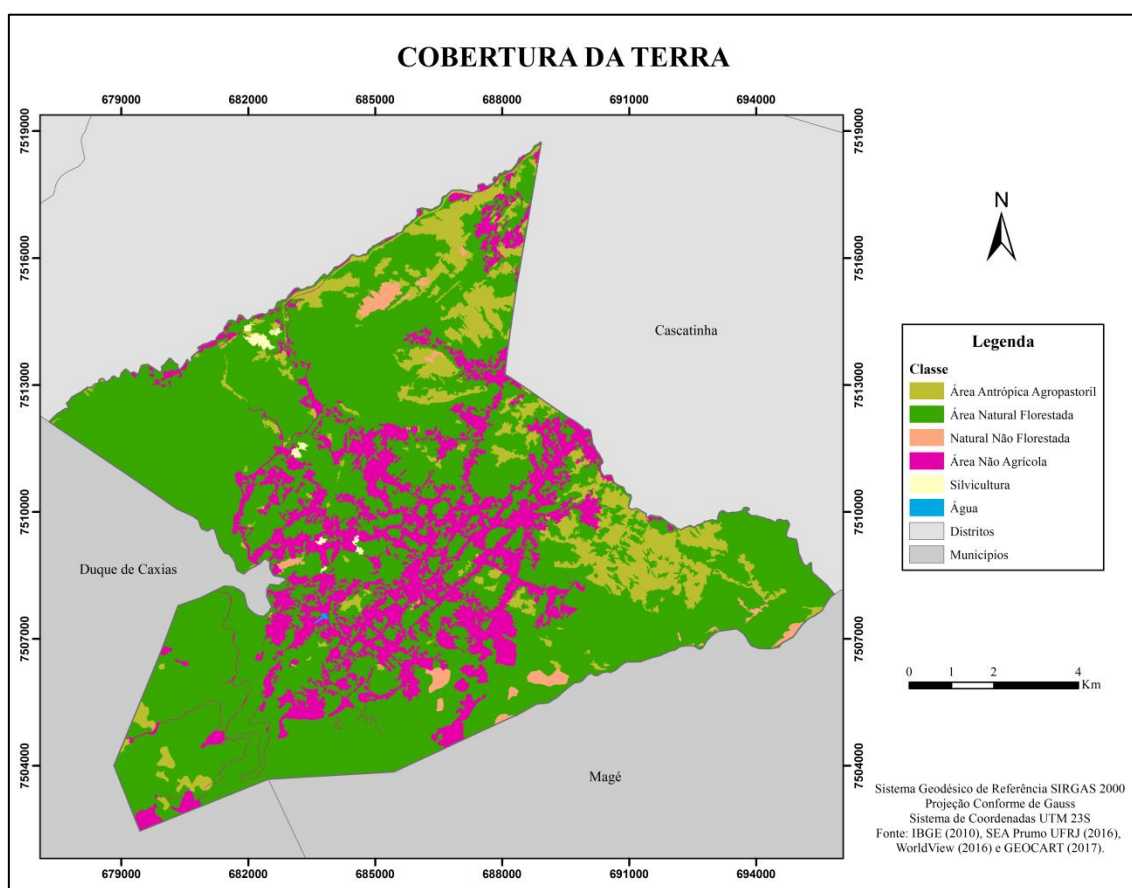 COBERTURA DA TERRA
679000 682000 685000 688000 691000 694000
7519000 7519000
7516000 7516000
Cascatinha
7513000 7513000
7510000 7510000
Duque de Caxias
7507000 7507000
7504000 7504000
Magé
679000 682000 685000 688000 691000 694000
N
Legenda
Classe
Área Antrópica Agropastoril
Área Natural Florestada
Natural Não Florestada
Área Não Agrícola
Silvicultura
Água
Distritos
Municípios
0 2 4
Km
Sistema Geodésico de Referência SIRGAS 2000
Projeção Conforme de Gauss
Sistema de Coordenadas UTM 23S
Fonte: IBGE (2010), SEA Prumo UFRJ (2016),
WorldView (2016) e GEOCART (2017).